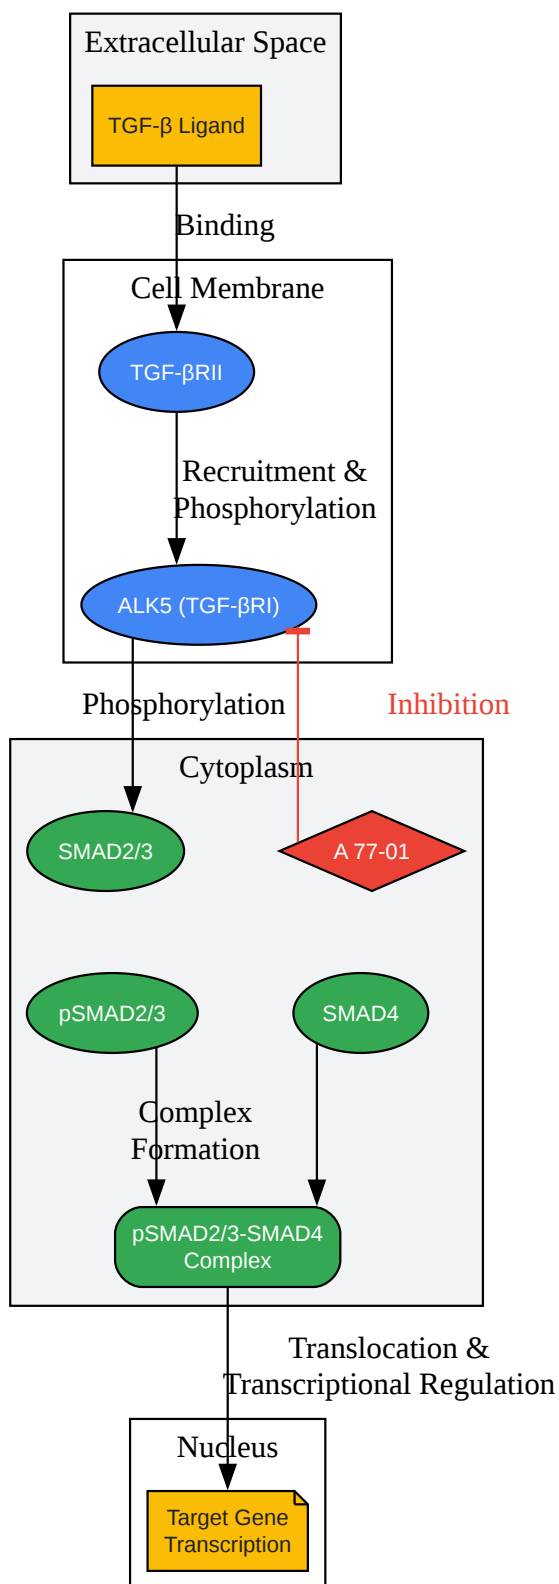 Extracellular Space
TGF-β Ligand
Binding
Cell Membrane
TGF-βRII
Recruitment &
Phosphorylation
ALK5 (TGF-βRI)
Phosphorylation
Inhibition
Cytoplasm
SMAD2/3
A 77-01
pSMAD2/3
SMAD4
Complex
Formation
pSMAD2/3-SMAD4
Complex
Translocation &
Transcriptional Regulation
Nucleus
Target Gene
Transcription